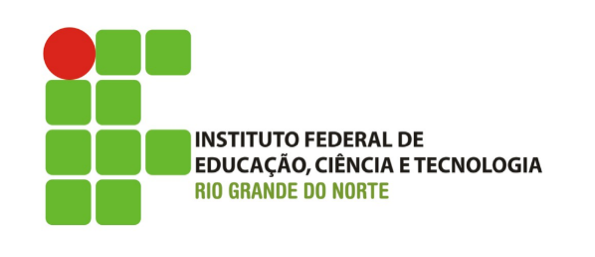 INSTITUTO FEDERAL DE
EDUCAÇÃO, CIÊNCIA E TECNOLOGIA
RIO GRANDE DO NORTE